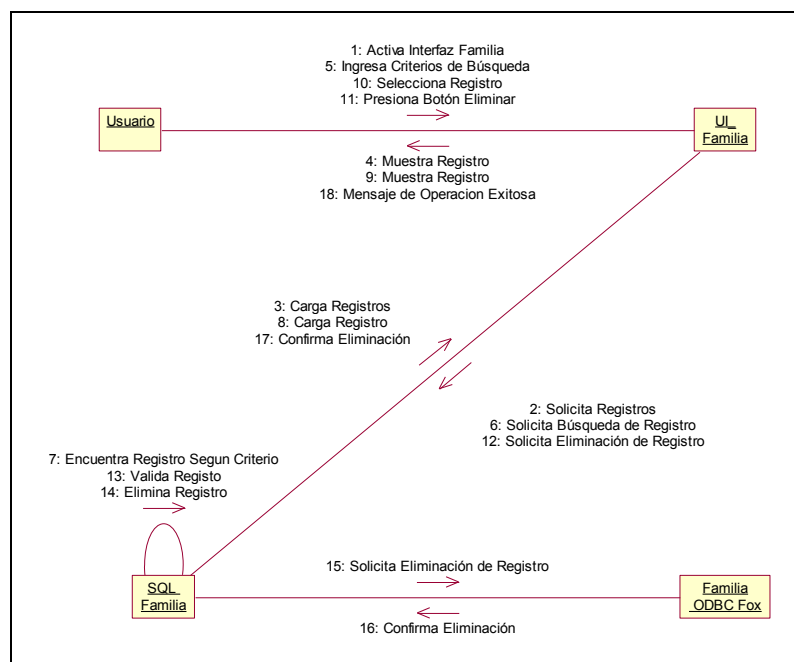 1: Activa Interfaz Familia
5: Ingresa Criterios de Búsqueda
10: Selecciona Registro
11: Presiona Botón Eliminar
Usuario
UI_
Familia
4: Muestra Registro
9: Muestra Registro
18: Mensaje de Operacion Exitosa
3: Carga Registros
8: Carga Registro
17: Confirma Eliminación
2: Solicita Registros
6: Solicita Búsqueda de Registro
12: Solicita Eliminación de Registro
7: Encuentra Registro Segun Criterio
13: Valida Registo
14: Elimina Registro
15: Solicita Eliminación de Registro
SQL_
Familia
Familia
_ODBC Fox
16: Confirma Eliminación